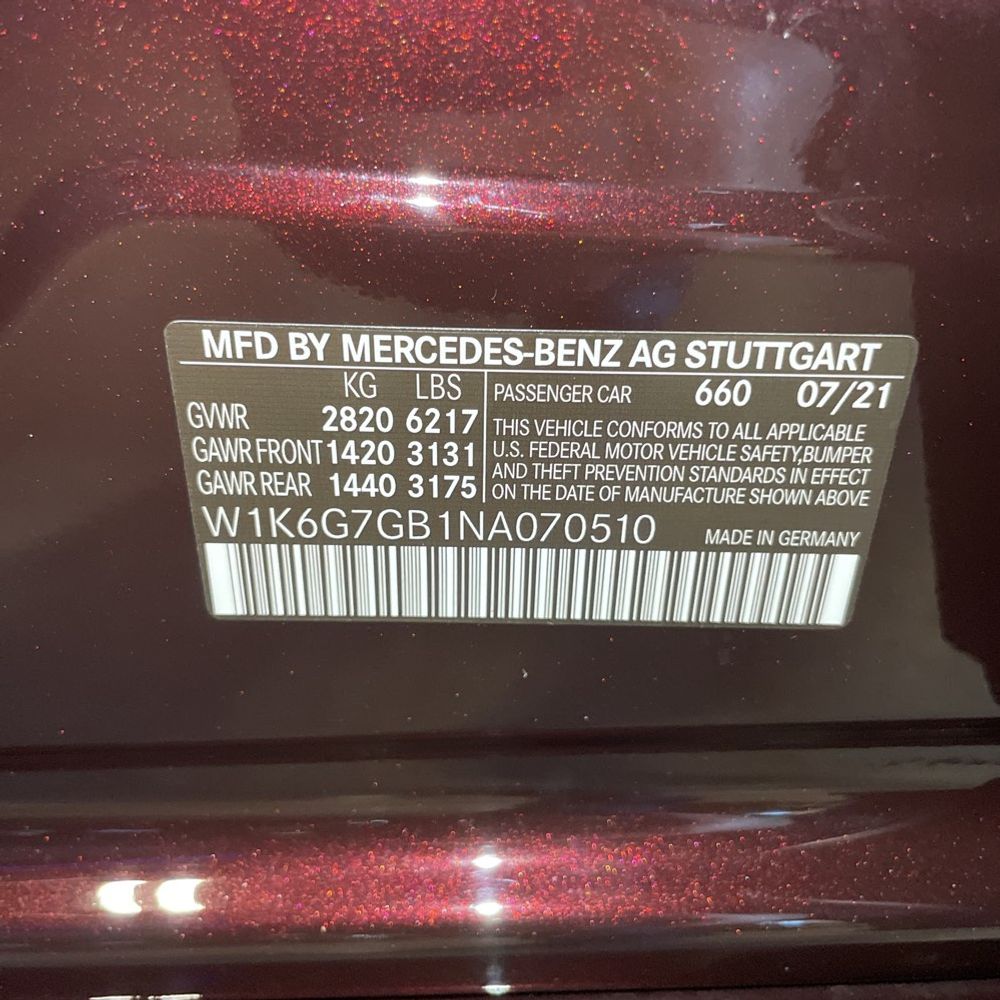 MFD BY MERCEDES-BENZ AG STUTTGART
KG LBS
GVWR 2820 6217
GAWR FRONT 1420 3131
GAWR REAR 1440 3175
PASSENGER CAR 660 07/21
THIS VEHICLE CONFORMS TO ALL APPLICABLE
U.S. FEDERAL MOTOR VEHICLE SAFETY,BUMPER
AND THEFT PREVENTION STANDARDS IN EFFECT
ON THE DATE OF MANUFACTURE SHOWN ABOVE
W1K6G7GB1NA070510 MADE IN GERMANY